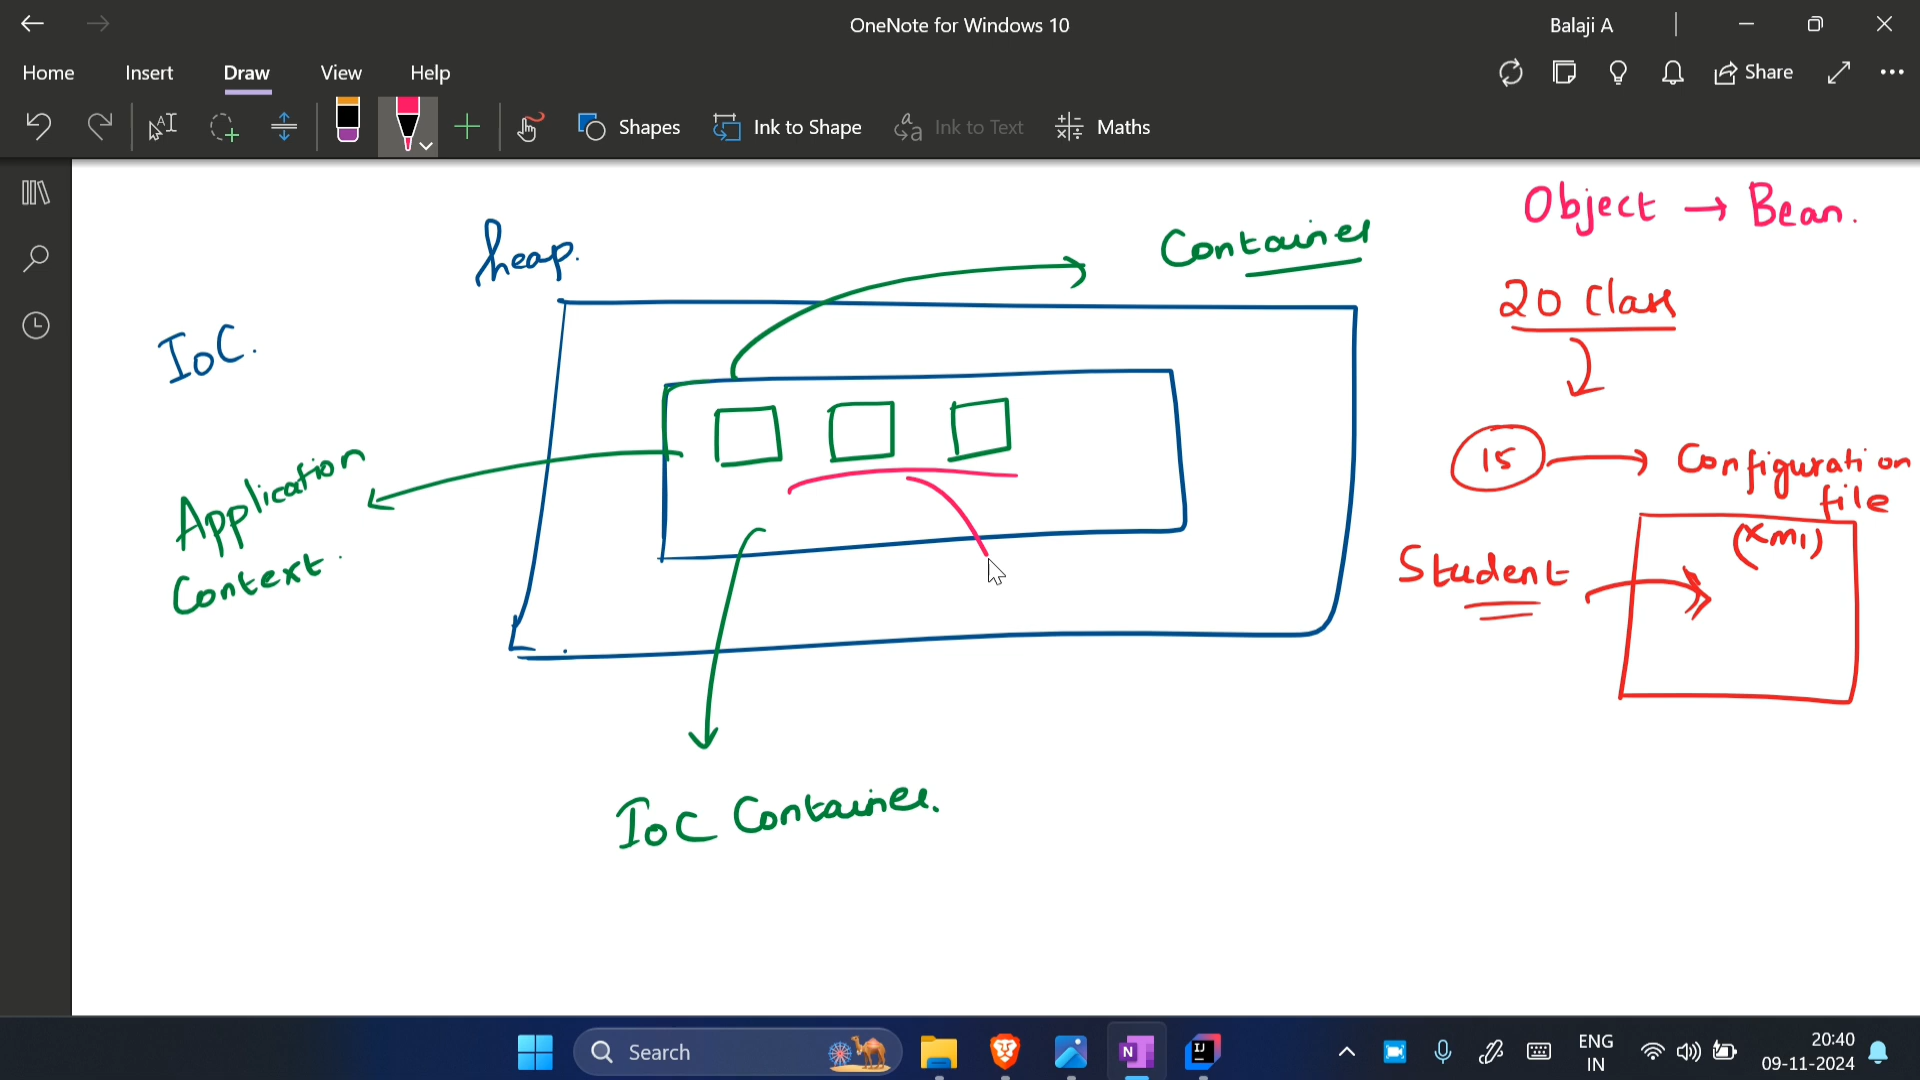 OneNote for Windows 10
Balaji A
Home Insert Draw View Help
Share
Shapes Ink to Shape Ink to Text Maths
Object → Bean.
heap.
Container
20 Class
IoC.
15 → Configuration
file
(xml)
Application
Context.
Student
IoC Container.
Search
ENG
IN
20:40
09-11-2024